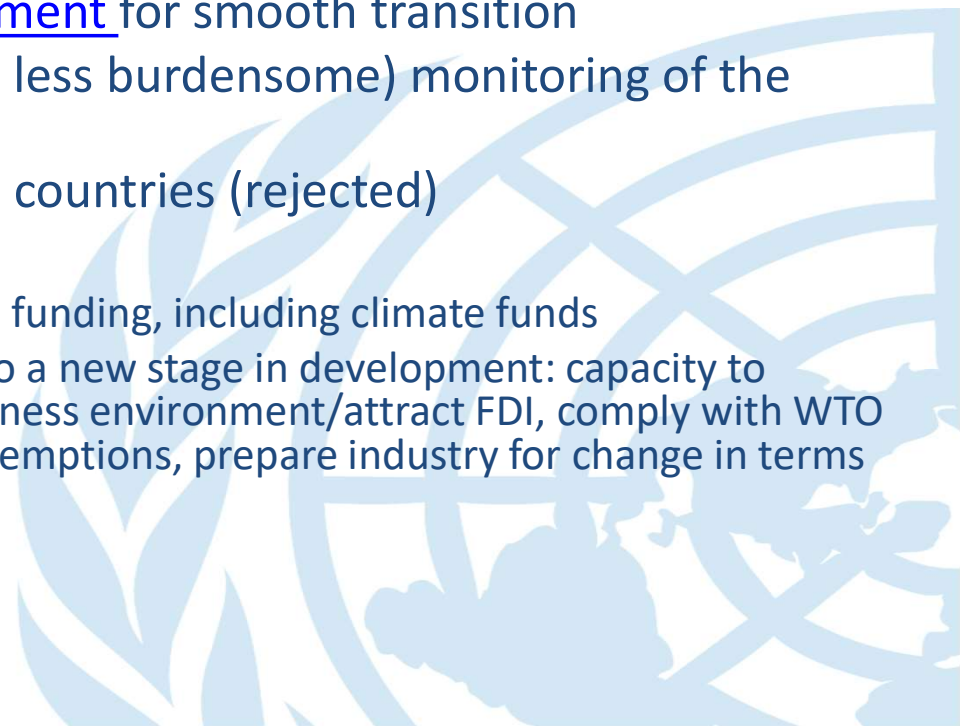 ment for smooth transition
less burdensome) monitoring of the
countries (rejected)
funding, including climate funds
o a new stage in development: capacity to
ness environment/attract FDI, comply with WTO
emptions, prepare industry for change in terms